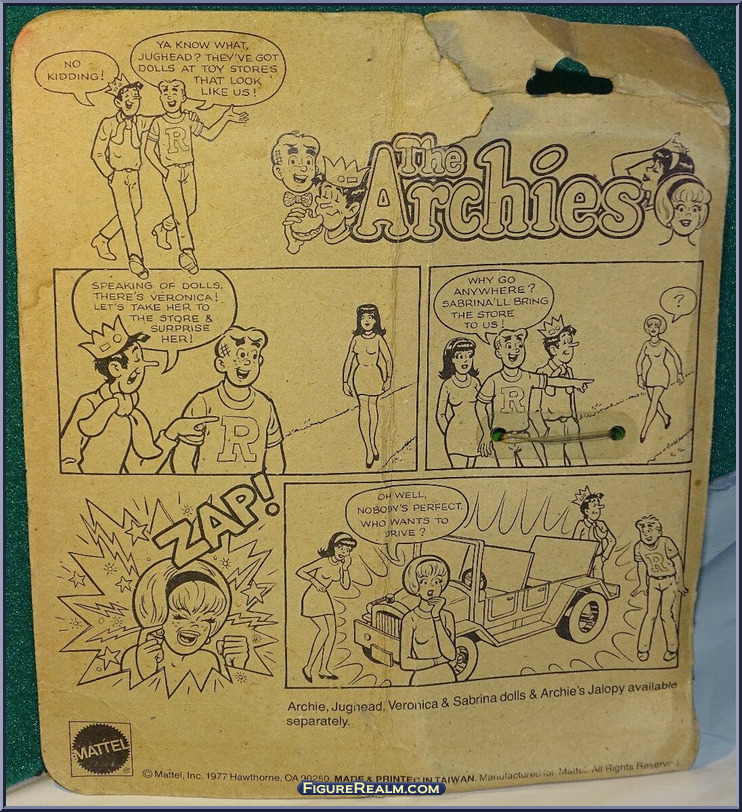 NO
KIDDING!
YA KNOW WHAT,
JUGHEAD? THEY'VE GOT
DOLLS AT TOY STORES
THAT LOOK
LIKE US!
R
The
Archies
SPEAKING OF DOLLS,
THERE'S VERONICA!
LET'S TAKE HER TO
THE STORE &
SURPRISE
HER!
R
WHY GO
ANYWHERE?
SABRINA'LL BRING
THE STORE
TO US!
?
R
ZAP!
OH WELL,
NOBODY'S PERFECT.
WHO WANTS TO
DRIVE?
R
Archie, Jughead, Veronica & Sabrina dolls & Archie's Jalopy available
separately.
MATTEL
®
© Mattel, Inc. 1977 Hawthorne, CA 90250. MADE & PRINTED IN TAIWAN. Manufactured for Mattel. All Rights
FIGUREREALM.COM